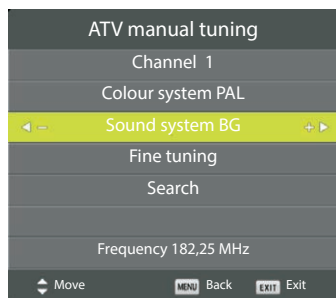 ATV manual tuning
Channel 1
Colour system PAL
Sound system BG
Fine tuning
Search
Frequency 182,25 MHz
Move MENU Back EXIT Exit